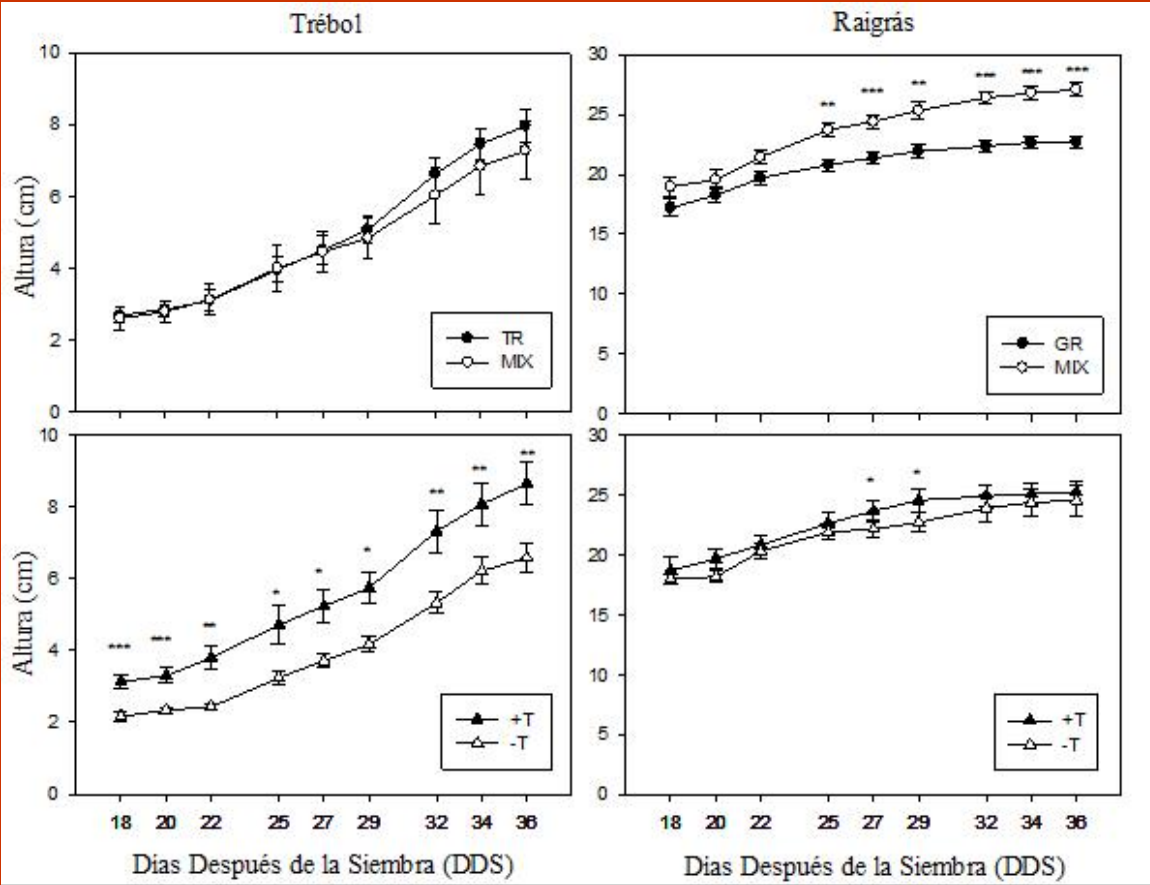 Trébol
Raigrás
10
8
6
4
2
0
Altura (cm)
TR
MIX
30
25
20
15
10
5
0
** *** ** *** *** ***
GR
MIX
10
8
6
4
2
0
Altura (cm)
*** *** ** * * * ** ** **
+T
-T
18 20 22 25 27 29 32 34 36
Días Después de la Siembra (DDS)
30
25
20
15
10
5
0
* *
+T
-T
18 20 22 25 27 29 32 34 36
Días Después de la Siembra (DDS)